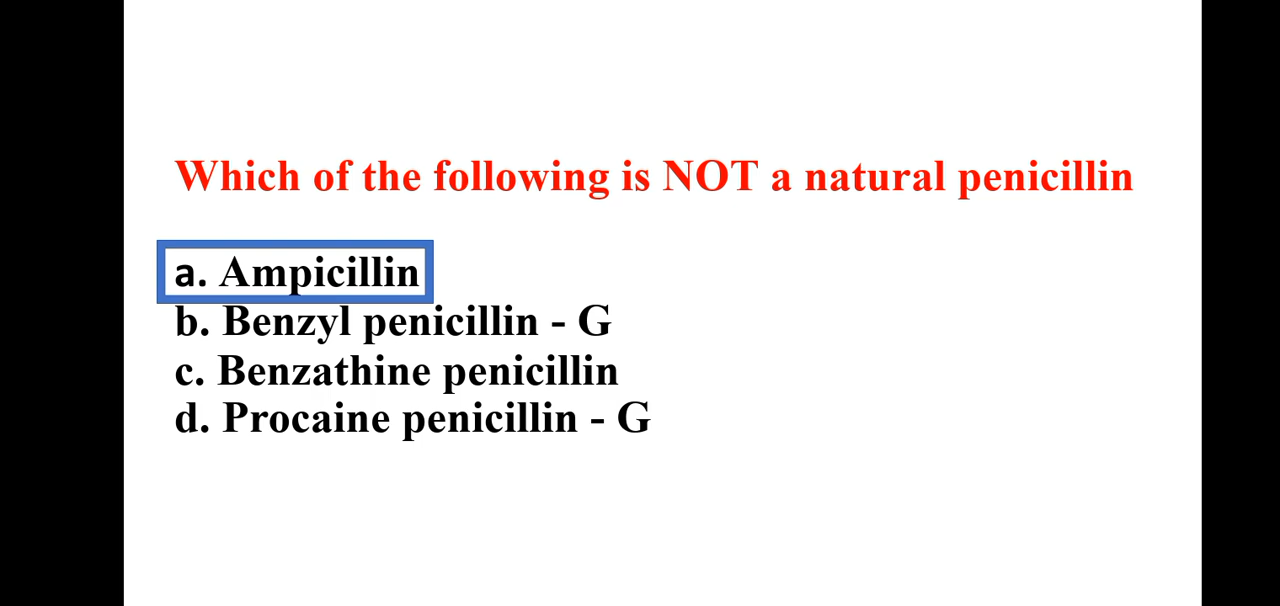 Which of the following is NOT a natural penicillin
a. Ampicillin
b. Benzyl penicillin - G
c. Benzathine penicillin
d. Procaine penicillin - G